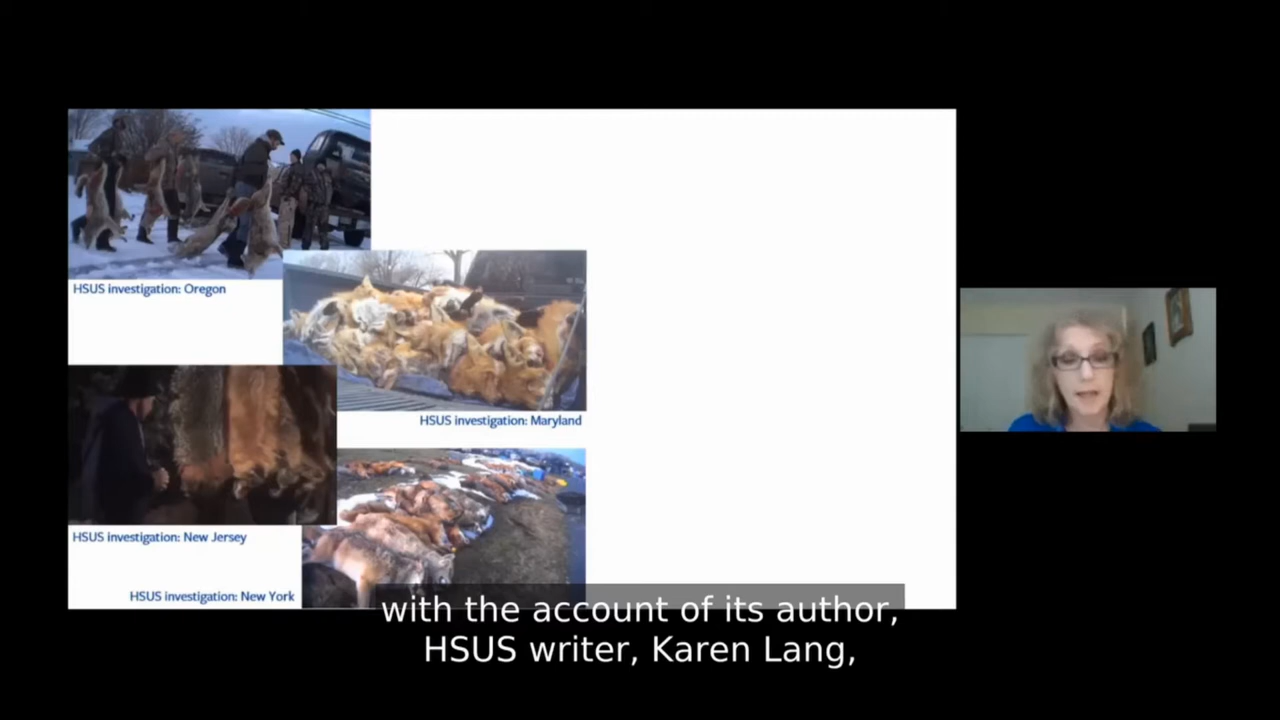 HSUS investigation: Oregon
HSUS investigation: Maryland
HSUS investigation: New Jersey
HSUS investigation: New York
with the account of its author,
HSUS writer, Karen Lang,